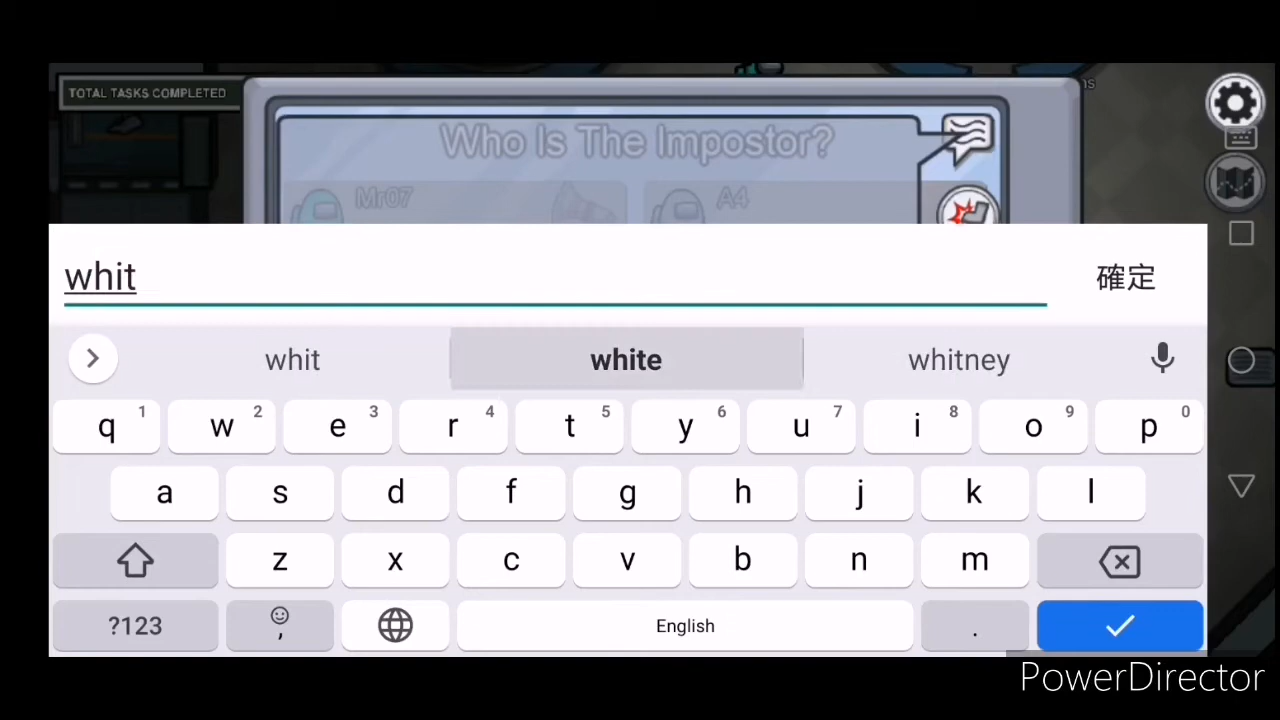 TOTAL TASKS COMPLETED
Who Is The Impostor?
Mr07 A4
whit 確定
whit white whitney
q 1 w 2 e 3 r 4 t 5 y 6 u 7 i 8 o 9 p 0
a s d f g h j k l
z x c v b n m
?123 , English .
PowerDirector